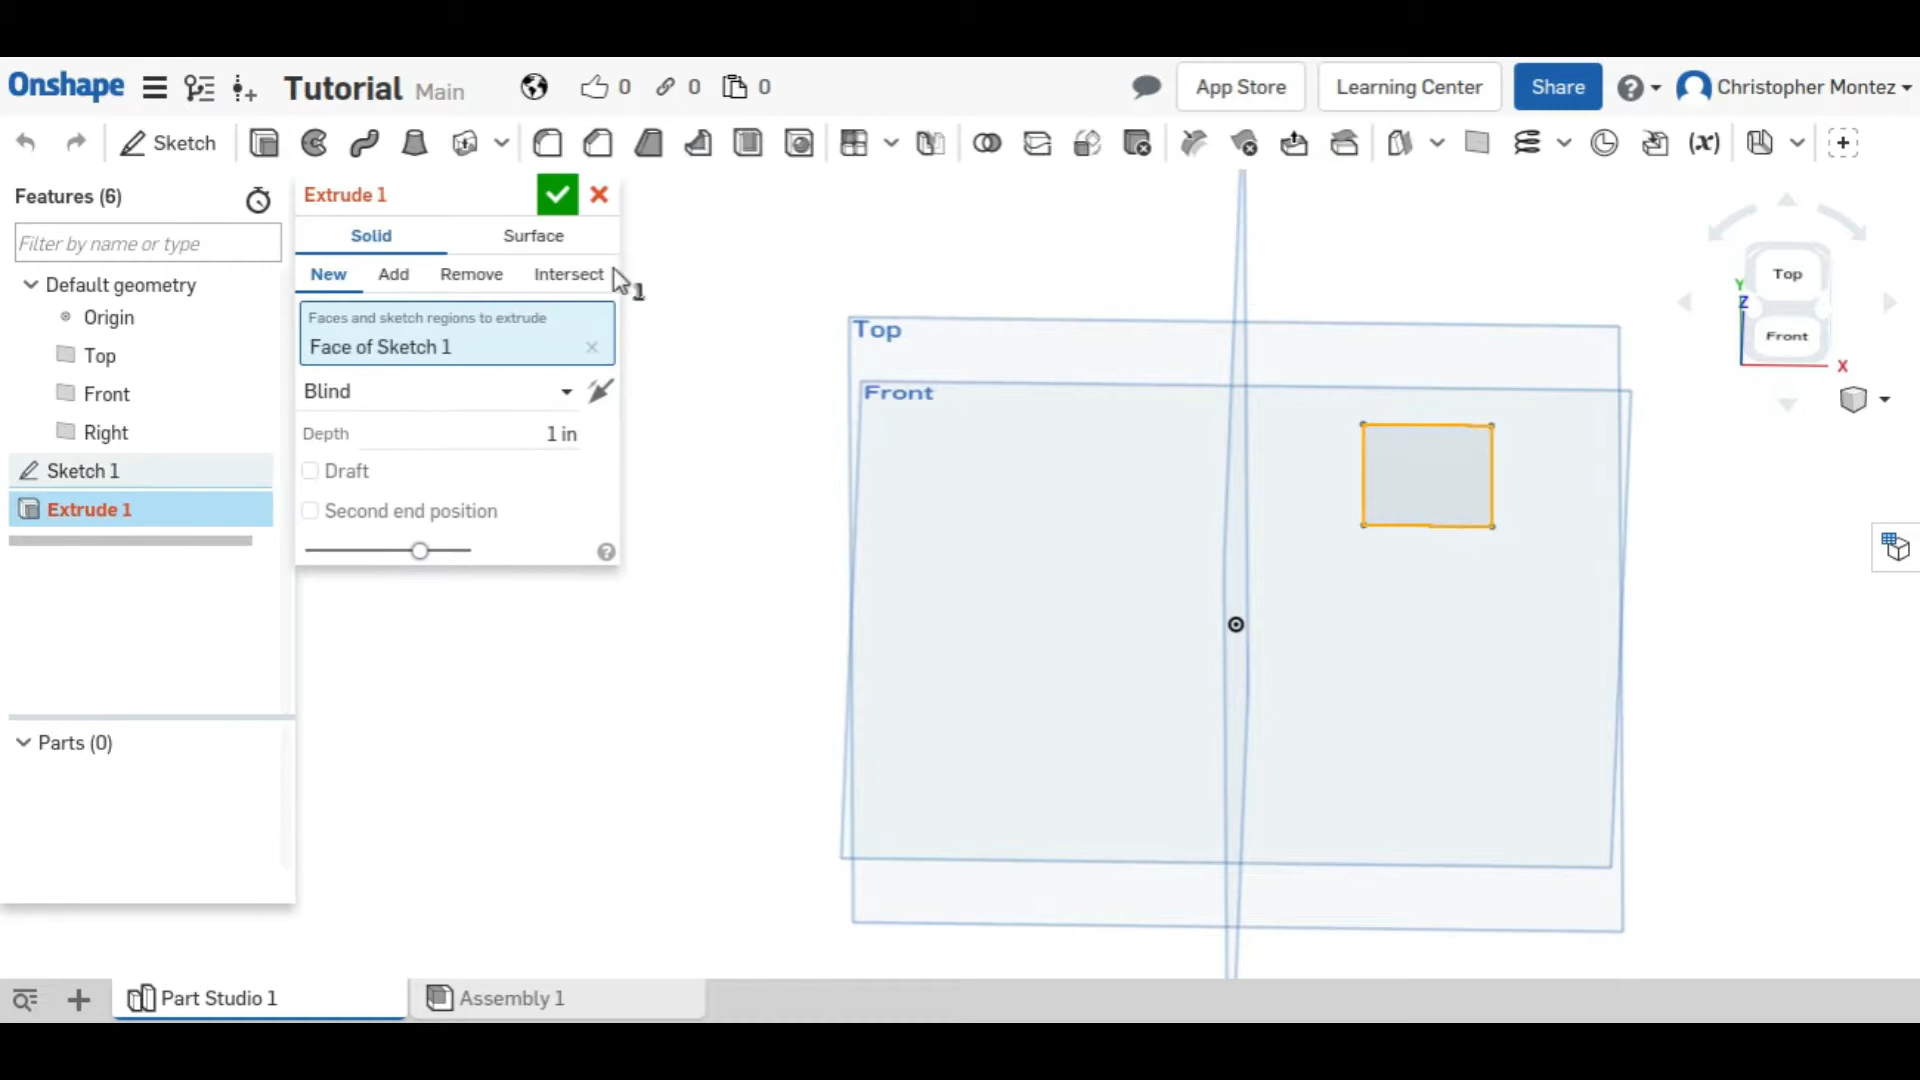 Onshape Tutorial Main 0 0 0 App Store Learning Center Share Christopher Montez
Sketch (x)
Features (6)
Filter by name or type
Default geometry
Origin
Top
Front
Right
Sketch 1
Extrude 1
Parts (0)
Extrude 1
Solid Surface
New Add Remove Intersect
1
Faces and sketch regions to extrude
Face of Sketch 1
Blind
Depth 1 in
Draft
Second end position
Top
Front
Top
Y
Z
Front
X
Part Studio 1 Assembly 1